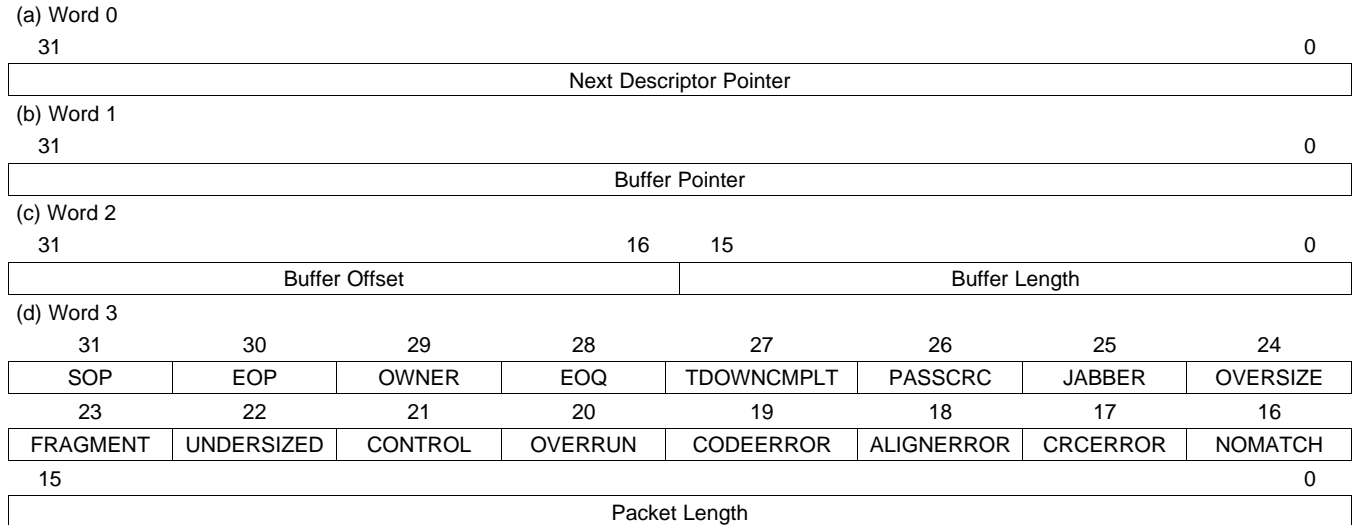 (a) Word 0
31 0
Next Descriptor Pointer
(b) Word 1
31 0
Buffer Pointer
(c) Word 2
31 16 15 0
Buffer Offset Buffer Length
(d) Word 3
31 30 29 28 27 26 25 24
SOP EOP OWNER EOQ TDOWNCMPLT PASSCRC JABBER OVERSIZE
23 22 21 20 19 18 17 16
FRAGMENT UNDERSIZED CONTROL OVERRUN CODEERROR ALIGNERROR CRCERROR NOMATCH
15 0
Packet Length